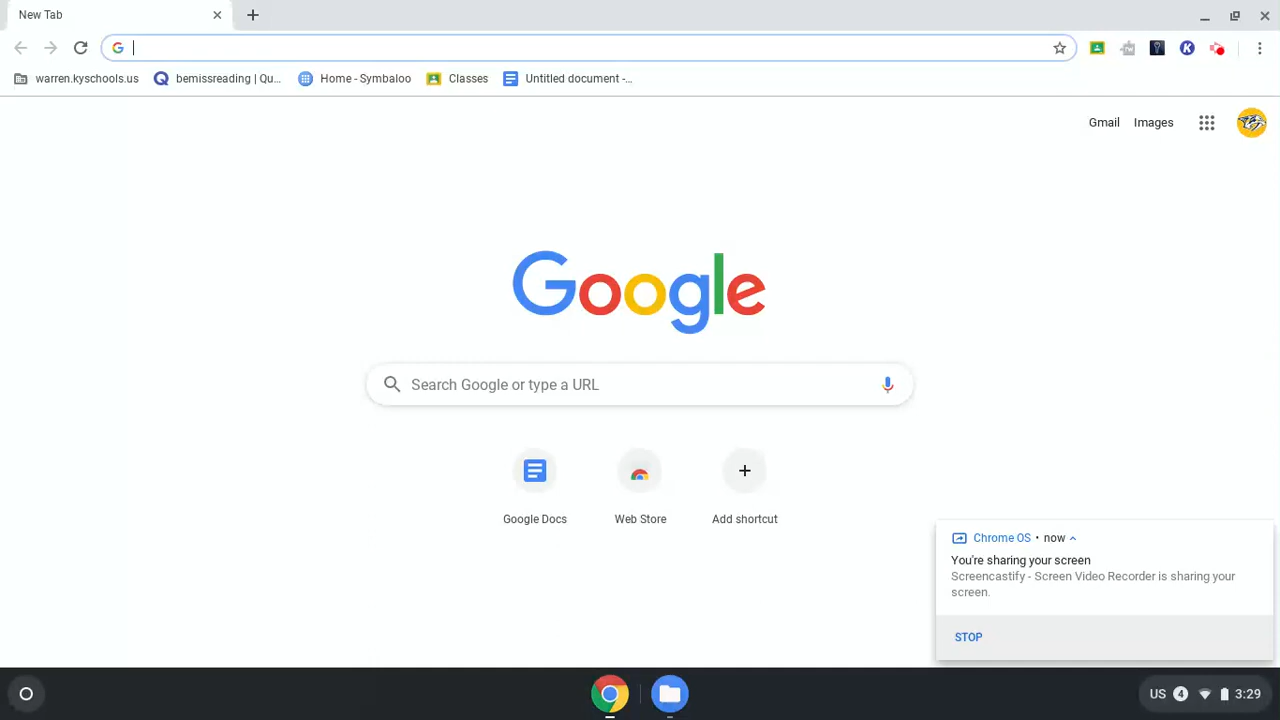 New Tab
warren.kyschools.us
bemissreading | Qu...
Home - Symbaloo
Classes
Untitled document -...
Gmail
Images
Google
Search Google or type a URL
Google Docs
Web Store
Add shortcut
Chrome OS • now
You're sharing your screen
Screencastify - Screen Video Recorder is sharing your
screen.
STOP
US 4 3:29